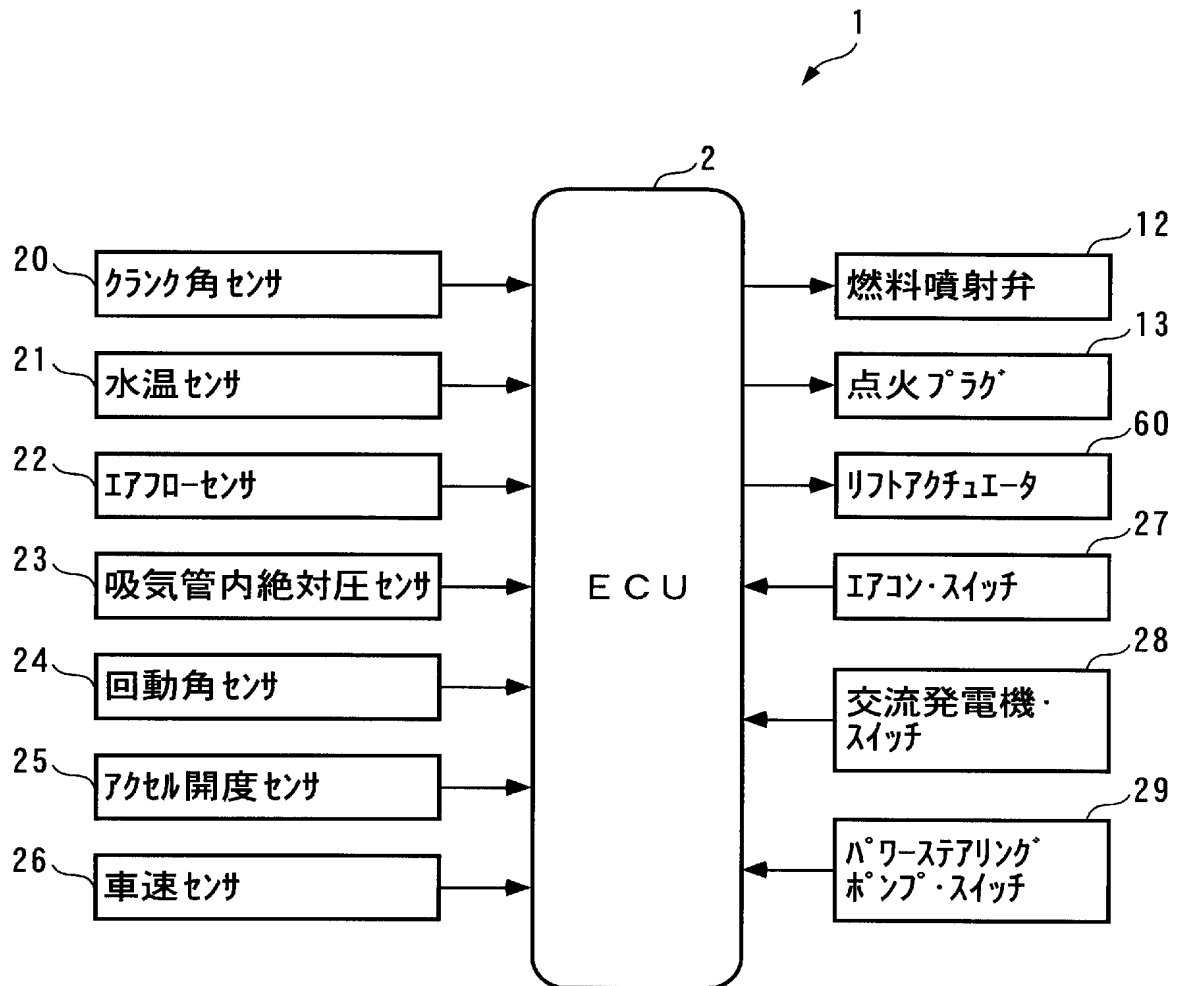 1
2
20
クランク角センサ
21
水温センサ
22
エアフローセンサ
23
吸気管内絶対圧センサ
24
回動角センサ
25
アクセル開度センサ
26
車速センサ
ECU
12
燃料噴射弁
13
点火プラグ
60
リフトアクチュエータ
27
エアコン・スイッチ
28
交流発電機・
スイッチ
29
パワーステアリング
ポンプ・スイッチ